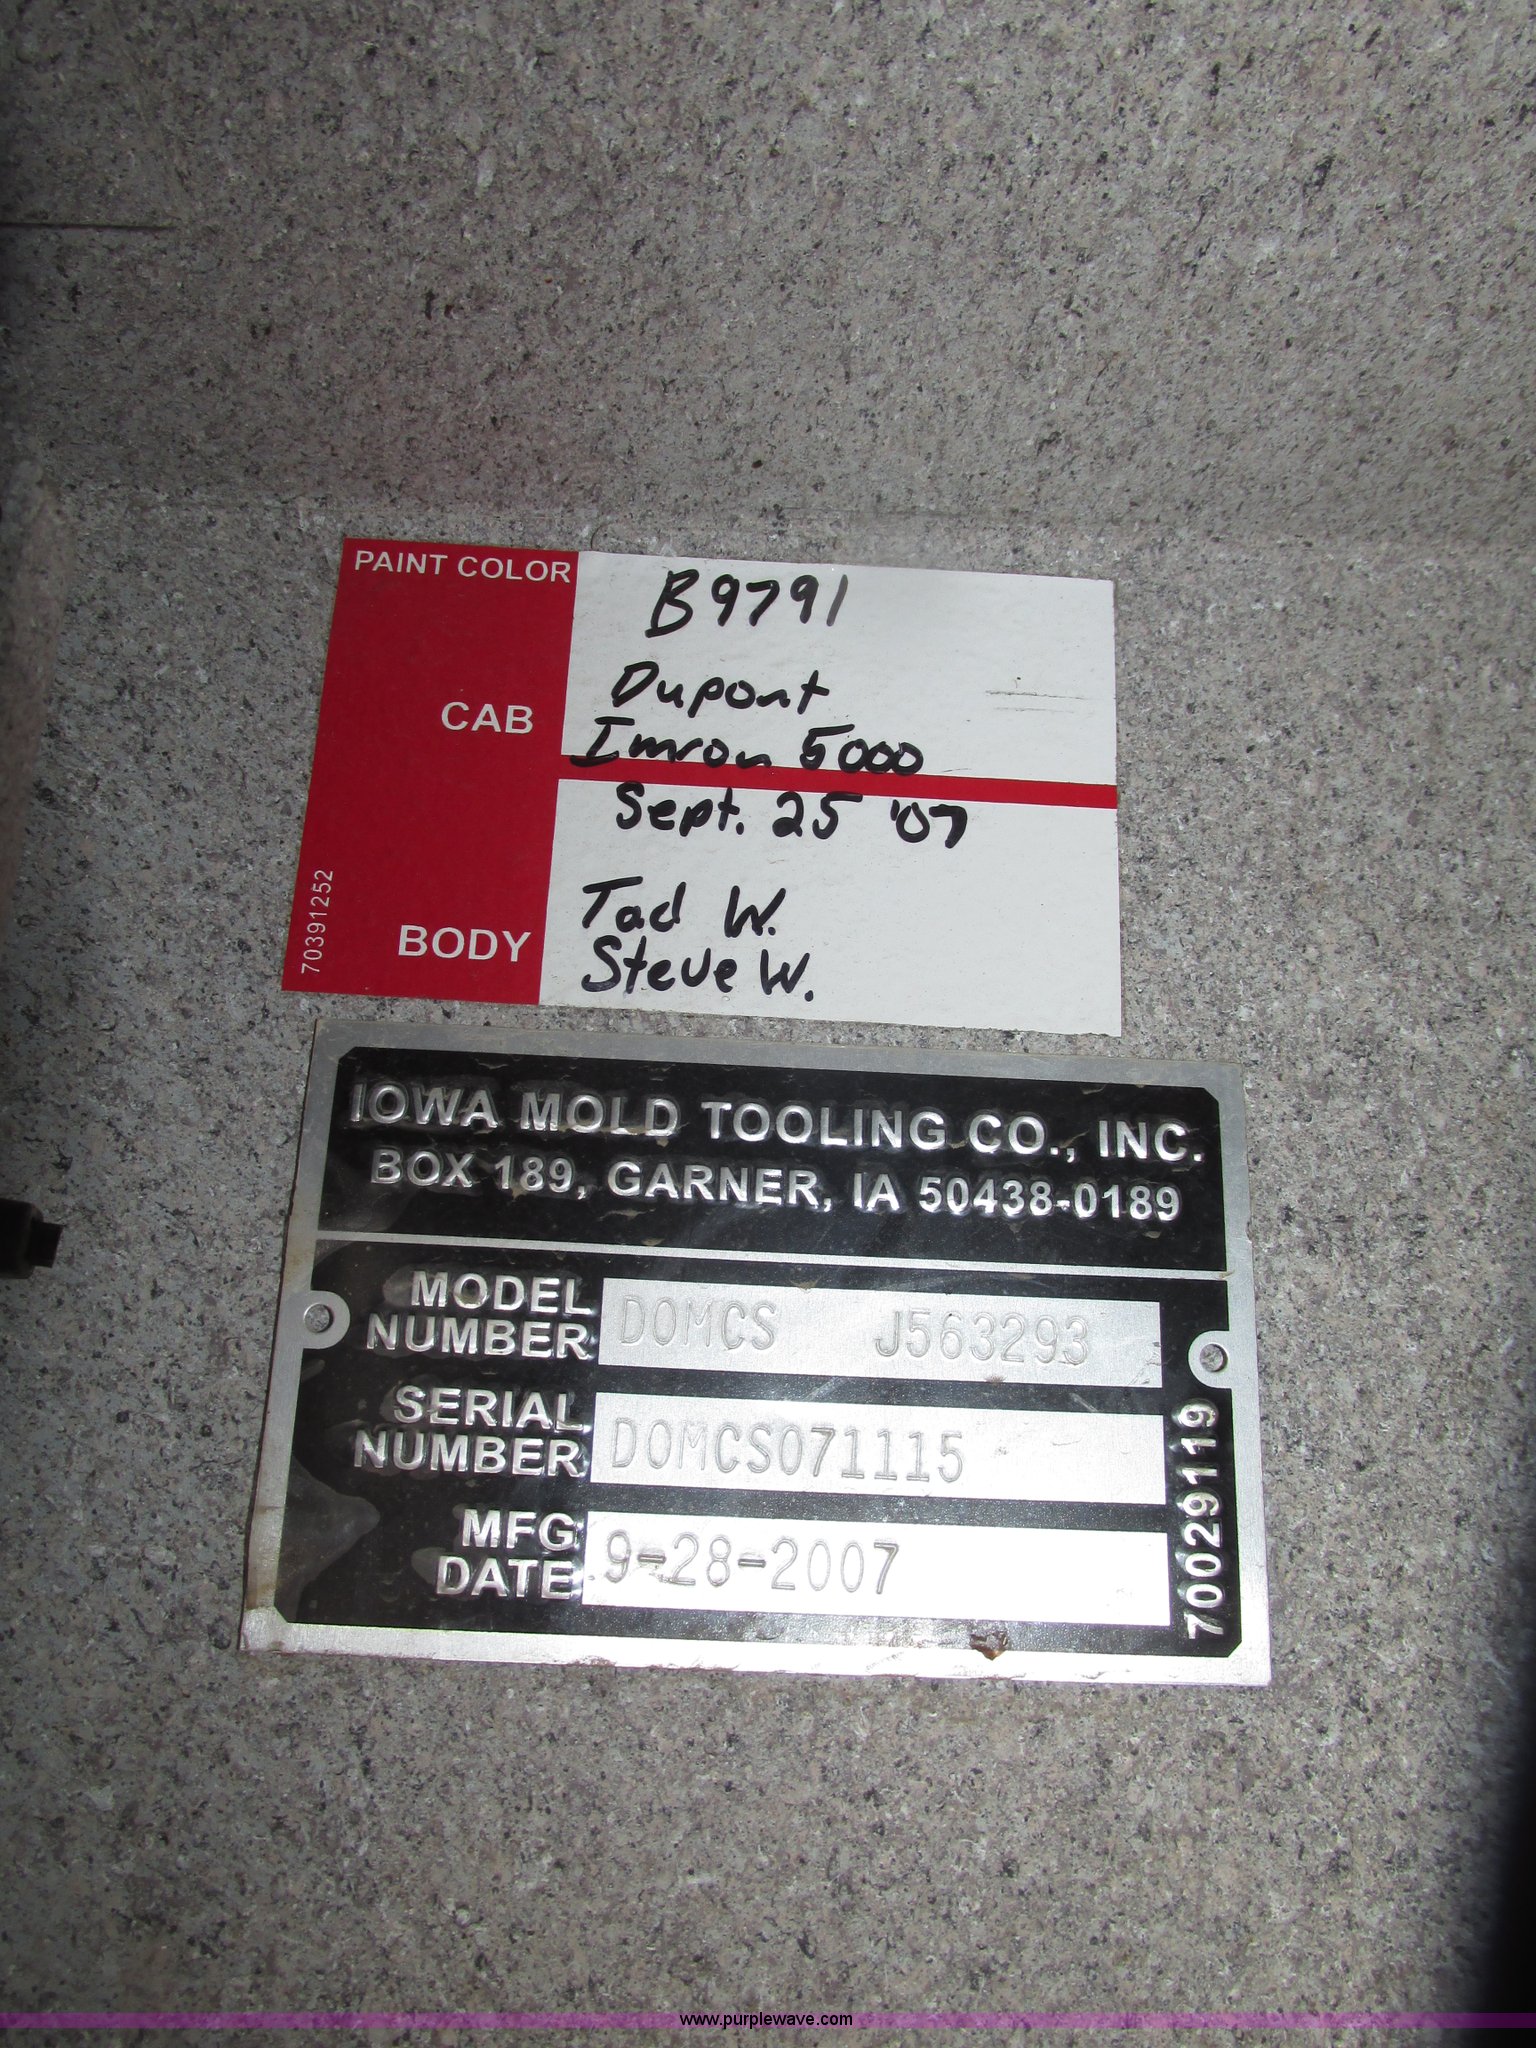 PAINT COLOR
B9791
CAB
Dupont
Imron 5000
Sept. 25 '07
BODY
Tad W.
Steve W.
70391252
IOWA MOLD TOOLING CO., INC.
BOX 189, GARNER, IA 50438-0189
MODEL NUMBER DOMCS J563293
SERIAL NUMBER DOMCS071115
MFG DATE 9-28-2007
70029119
www.purplewave.com